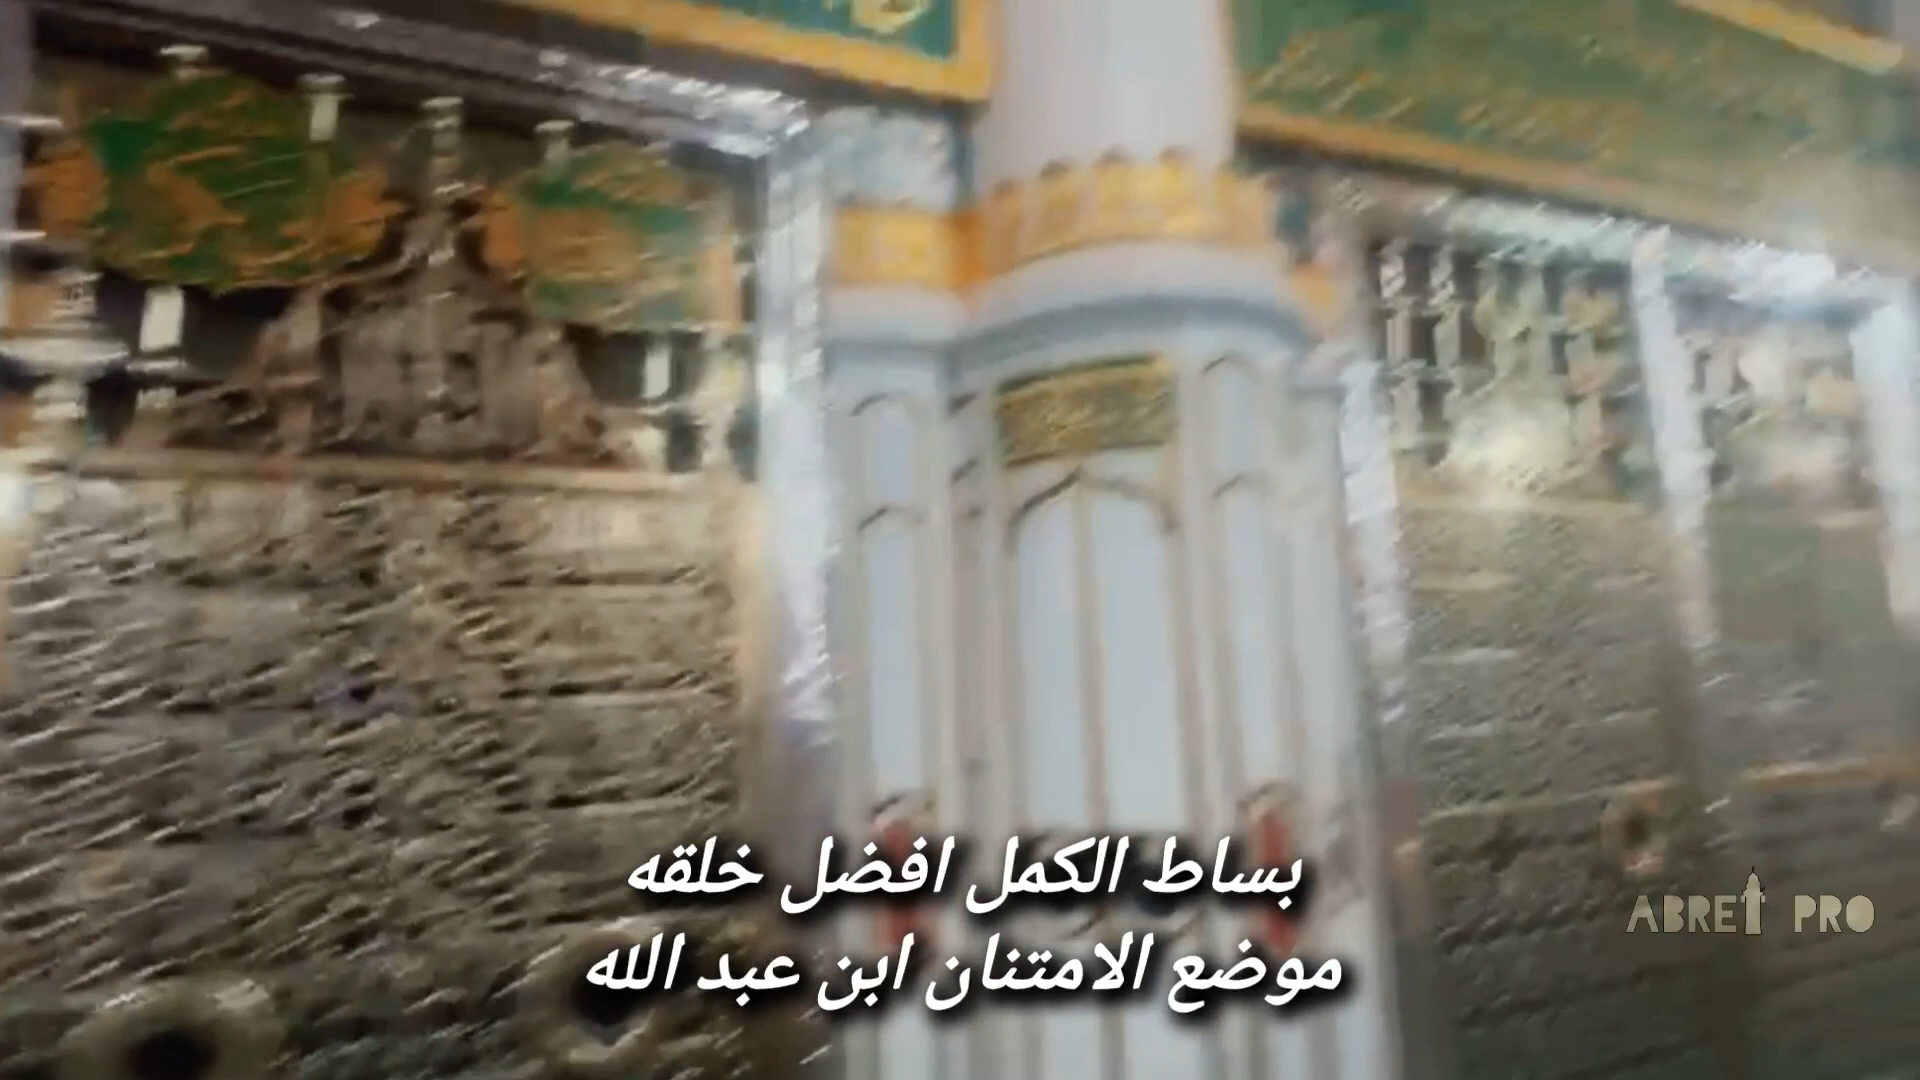 بساط الكمل افضل خلقه
موضع الامتنان ابن عبد الله
ABRET PRO